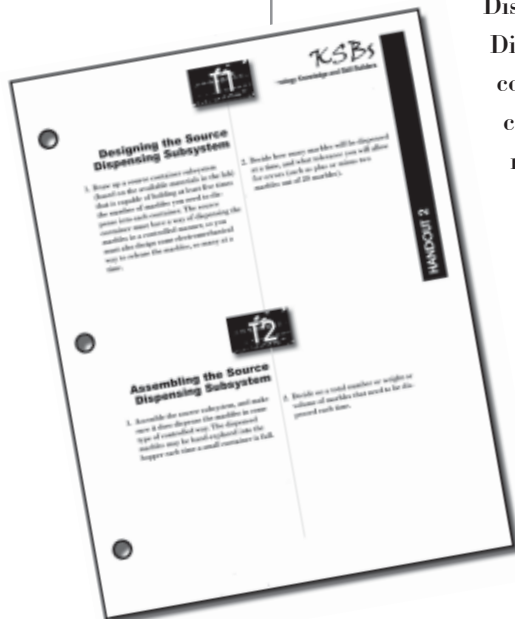 Dis
Di
co
c
T1
KSBs
Technology Knowledge and Skill Builders
HANDOUT 2
Designing the Source
Dispensing Subsystem
1. Draw up a source container subsystem
(based on the available materials in the lab)
that is capable of holding at least five times
the number of marbles you need to dis-
pense into each container. The source
container must have a way of dispensing the
marbles in a controlled manner, so you
must also design some electromechanical
way to release the marbles, so many at a
time.
2. Decide how many marbles will be dispensed
at a time, and what tolerance you will allow
for errors (such as plus or minus two
marbles out of 20 marbles).
T2
Assembling the Source
Dispensing Subsystem
1. Assemble the source subsystem, and make
sure it does dispense the marbles in some
type of controlled way. The dispensed
marbles may be hand-replaced into the
hopper each time a small container is full.
Decide on a total number or weight or
volume of marbles that need to be dis-
pensed each time.